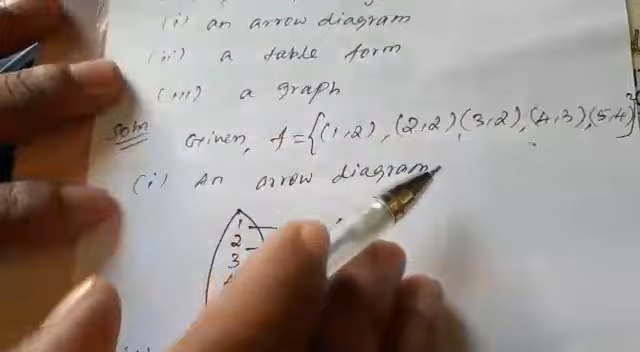 (i) an arrow diagram
(ii) a table form
(iii) a graph
Soln Given, f={(1,2), (2,2)(3,2), (4,3), (5,4)}
(i) An arrow diagram
1
2
3